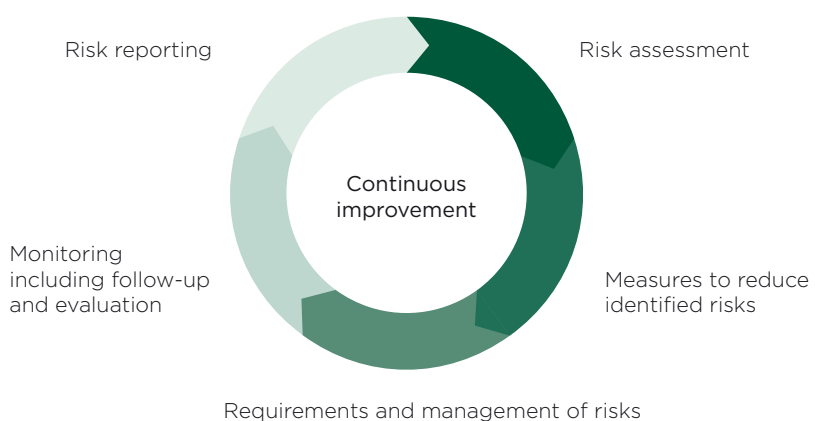 Risk reporting
Risk assessment
Continuous
improvement
Monitoring
including follow-up
and evaluation
Measures to reduce
identified risks
Requirements and management of risks